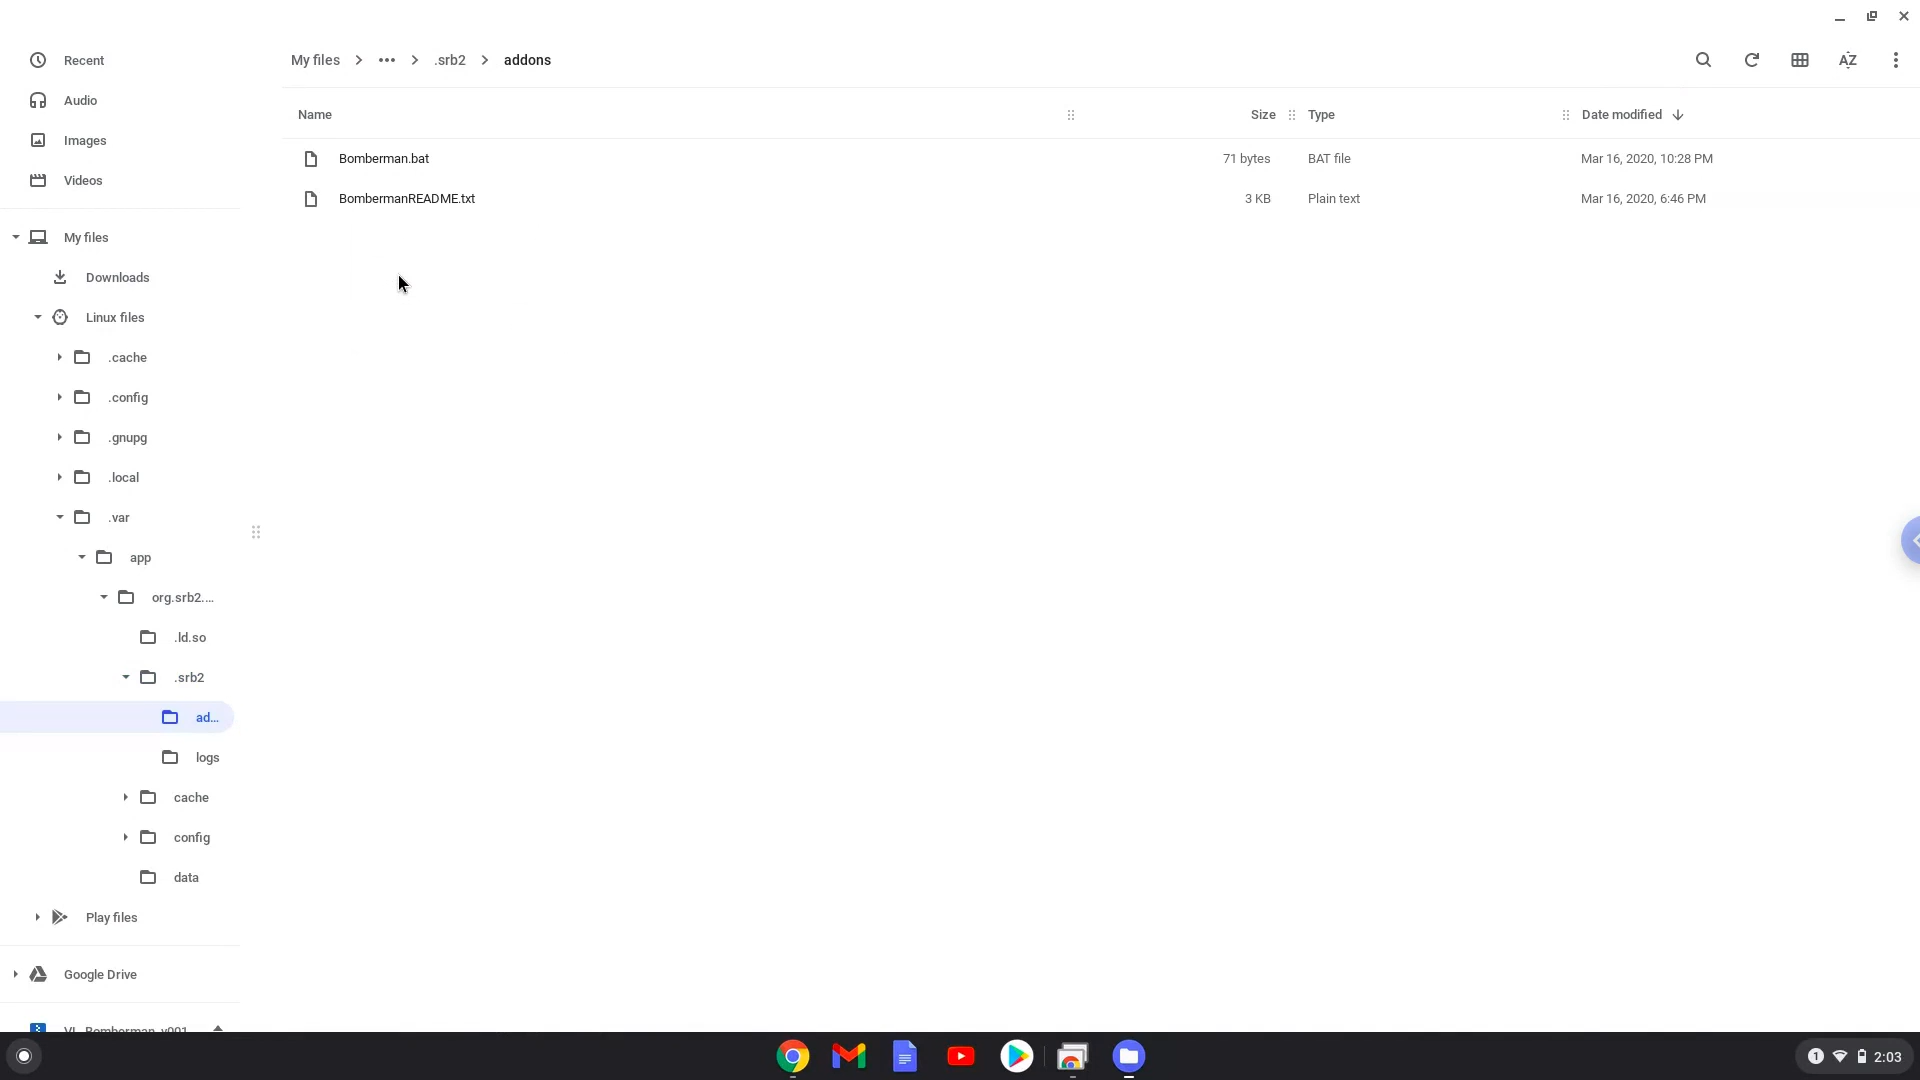 Recent
Audio
Images
Videos
My files
Downloads
Linux files
.cache
.config
.gnupg
.local
.var
app
org.srb2....
.ld.so
.srb2
ad...
logs
cache
config
data
Play files
Google Drive
VL_Bomberman_v001
My files ••• .srb2 addons
AZ
Name Size Type Date modified
Bomberman.bat 71 bytes BAT file Mar 16, 2020, 10:28 PM
BombermanREADME.txt 3 KB Plain text Mar 16, 2020, 6:46 PM
1 2:03